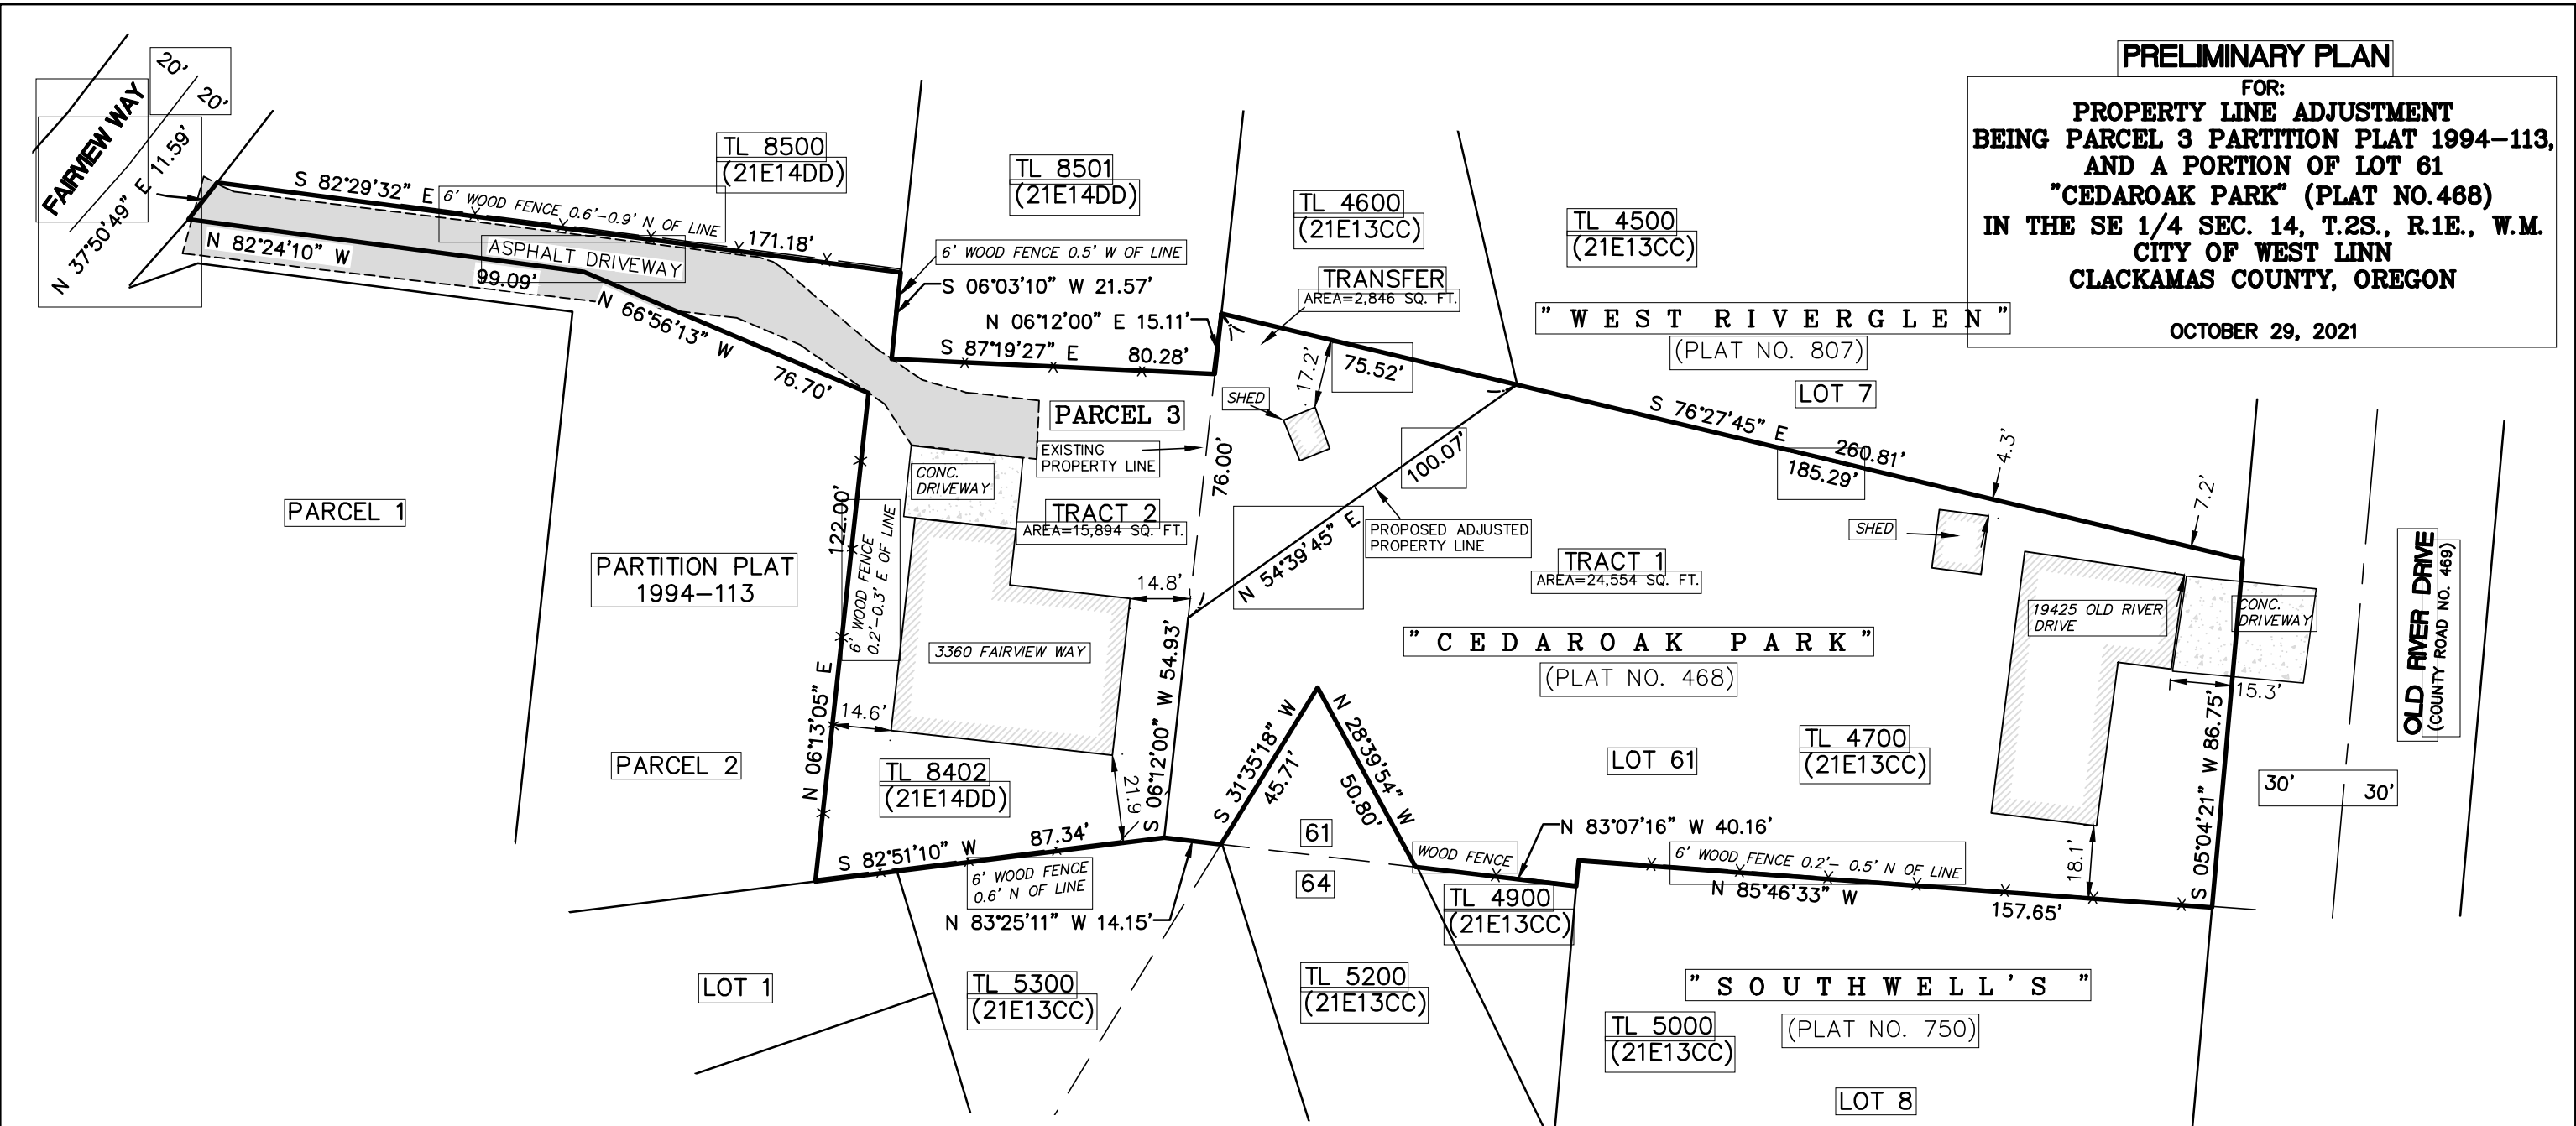 PRELIMINARY PLAN
FOR:
PROPERTY LINE ADJUSTMENT
BEING PARCEL 3 PARTITION PLAT 1994-113,
AND A PORTION OF LOT 61
"CEDAROAK PARK" (PLAT NO.468)
IN THE SE 1/4 SEC. 14, T.2S., R.1E., W.M.
CITY OF WEST LINN
CLACKAMAS COUNTY, OREGON
OCTOBER 29, 2021
20'
20'
FAIRVIEW WAY
N 37°50'49" E 11.59'
S 82°29'32" E
171.18'
6' WOOD FENCE 0.6'-0.9' N OF LINE
ASPHALT DRIVEWAY
N 82°24'10" W
99.09'
N 66°56'13" W
76.70'
TL 8500
(21E14DD)
TL 8501
(21E14DD)
6' WOOD FENCE 0.5' W OF LINE
S 06°03'10" W 21.57'
N 06°12'00" E 15.11'
S 87°19'27" E
80.28'
TL 4600
(21E13CC)
TRANSFER
AREA=2,846 SQ. FT.
TL 4500
(21E13CC)
" W E S T R I V E R G L E N "
(PLAT NO. 807)
LOT 7
17.2'
75.52'
SHED
PARCEL 3
EXISTING
PROPERTY LINE
76.00'
100.07'
N 54°39'45" E
PROPOSED ADJUSTED
PROPERTY LINE
S 76°27'45" E
260.81'
185.29'
4.3'
7.2'
SHED
CONC.
DRIVEWAY
TRACT 2
AREA=15,894 SQ. FT.
TRACT 1
AREA=24,554 SQ. FT.
PARCEL 1
PARTITION PLAT
1994-113
122.00'
N 06°13'05" E
6' WOOD FENCE
0.2'-0.3' E OF LINE
14.8'
3360 FAIRVIEW WAY
14.6'
21.9
S 06°12'00" W 54.93'
" C E D A R O A K P A R K "
(PLAT NO. 468)
19425 OLD RIVER
DRIVE
CONC.
DRIVEWAY
15.3'
OLD RIVER DRIVE
(COUNTY ROAD NO. 469)
S 05°04'21" W 86.75'
30'
30'
PARCEL 2
TL 8402
(21E14DD)
S 31°35'18" W
45.71'
N 28°39'54" W
50.80'
LOT 61
TL 4700
(21E13CC)
S 82°51'10" W
87.34'
6' WOOD FENCE
0.6' N OF LINE
N 83°25'11" W 14.15'
61
64
WOOD FENCE
N 83°07'16" W 40.16'
6' WOOD FENCE 0.2'- 0.5' N OF LINE
N 85°46'33" W
157.65'
18.1'
TL 4900
(21E13CC)
LOT 1
TL 5300
(21E13CC)
TL 5200
(21E13CC)
" S O U T H W E L L ' S "
(PLAT NO. 750)
TL 5000
(21E13CC)
LOT 8